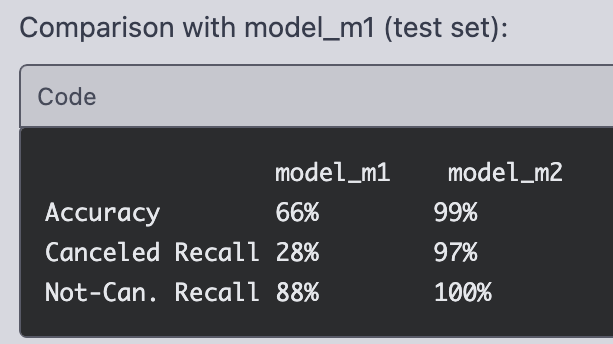 Comparison with model_m1 (test set):
Code
model_m1 model_m2
Accuracy 66% 99%
Canceled Recall 28% 97%
Not-Can. Recall 88% 100%